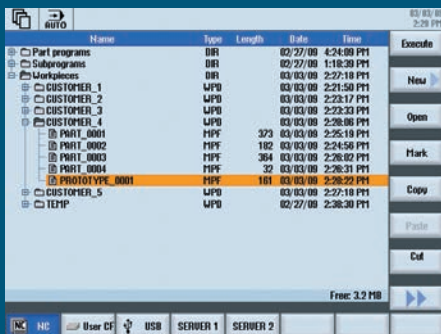 AUTO
03/03/09
2:29 PM
Name Type Length Date Time
Part programs DIR 02/27/09 4:24:09 PM
Subprograms DIR 02/27/09 1:18:39 PM
Workpieces DIR 03/03/09 2:27:18 PM
CUSTOMER_1 WPD 03/03/09 2:21:50 PM
CUSTOMER_2 WPD 03/03/09 2:23:17 PM
CUSTOMER_3 WPD 03/03/09 2:23:33 PM
CUSTOMER_4 WPD 03/03/09 2:28:06 PM
PART_0001 MPF 373 03/03/09 2:25:19 PM
PART_0002 MPF 182 03/03/09 2:24:56 PM
PART_0003 MPF 364 03/03/09 2:26:02 PM
PART_0004 MPF 32 03/03/09 2:26:31 PM
PROTOTYPE_0001 MPF 161 03/03/09 2:28:22 PM
CUSTOMER_5 WPD 03/03/09 2:27:18 PM
TEMP WPD 02/27/09 2:38:30 PM
Free: 3.2 MB
Execute
New
Open
Mark
Copy
Paste
Cut
NC NC User CF USB SERVER 1 SERVER 2